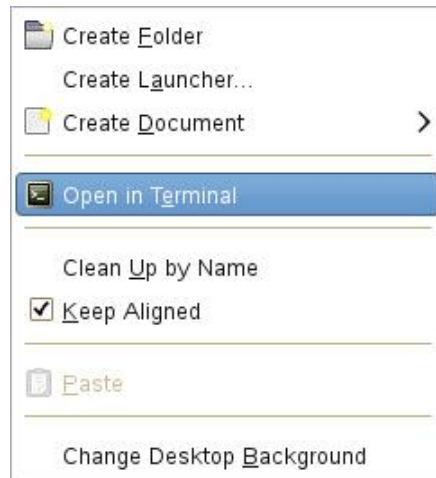 Create Folder
Create Launcher...
Create Document
Open in Terminal
Clean Up by Name
Keep Aligned
Paste
Change Desktop Background